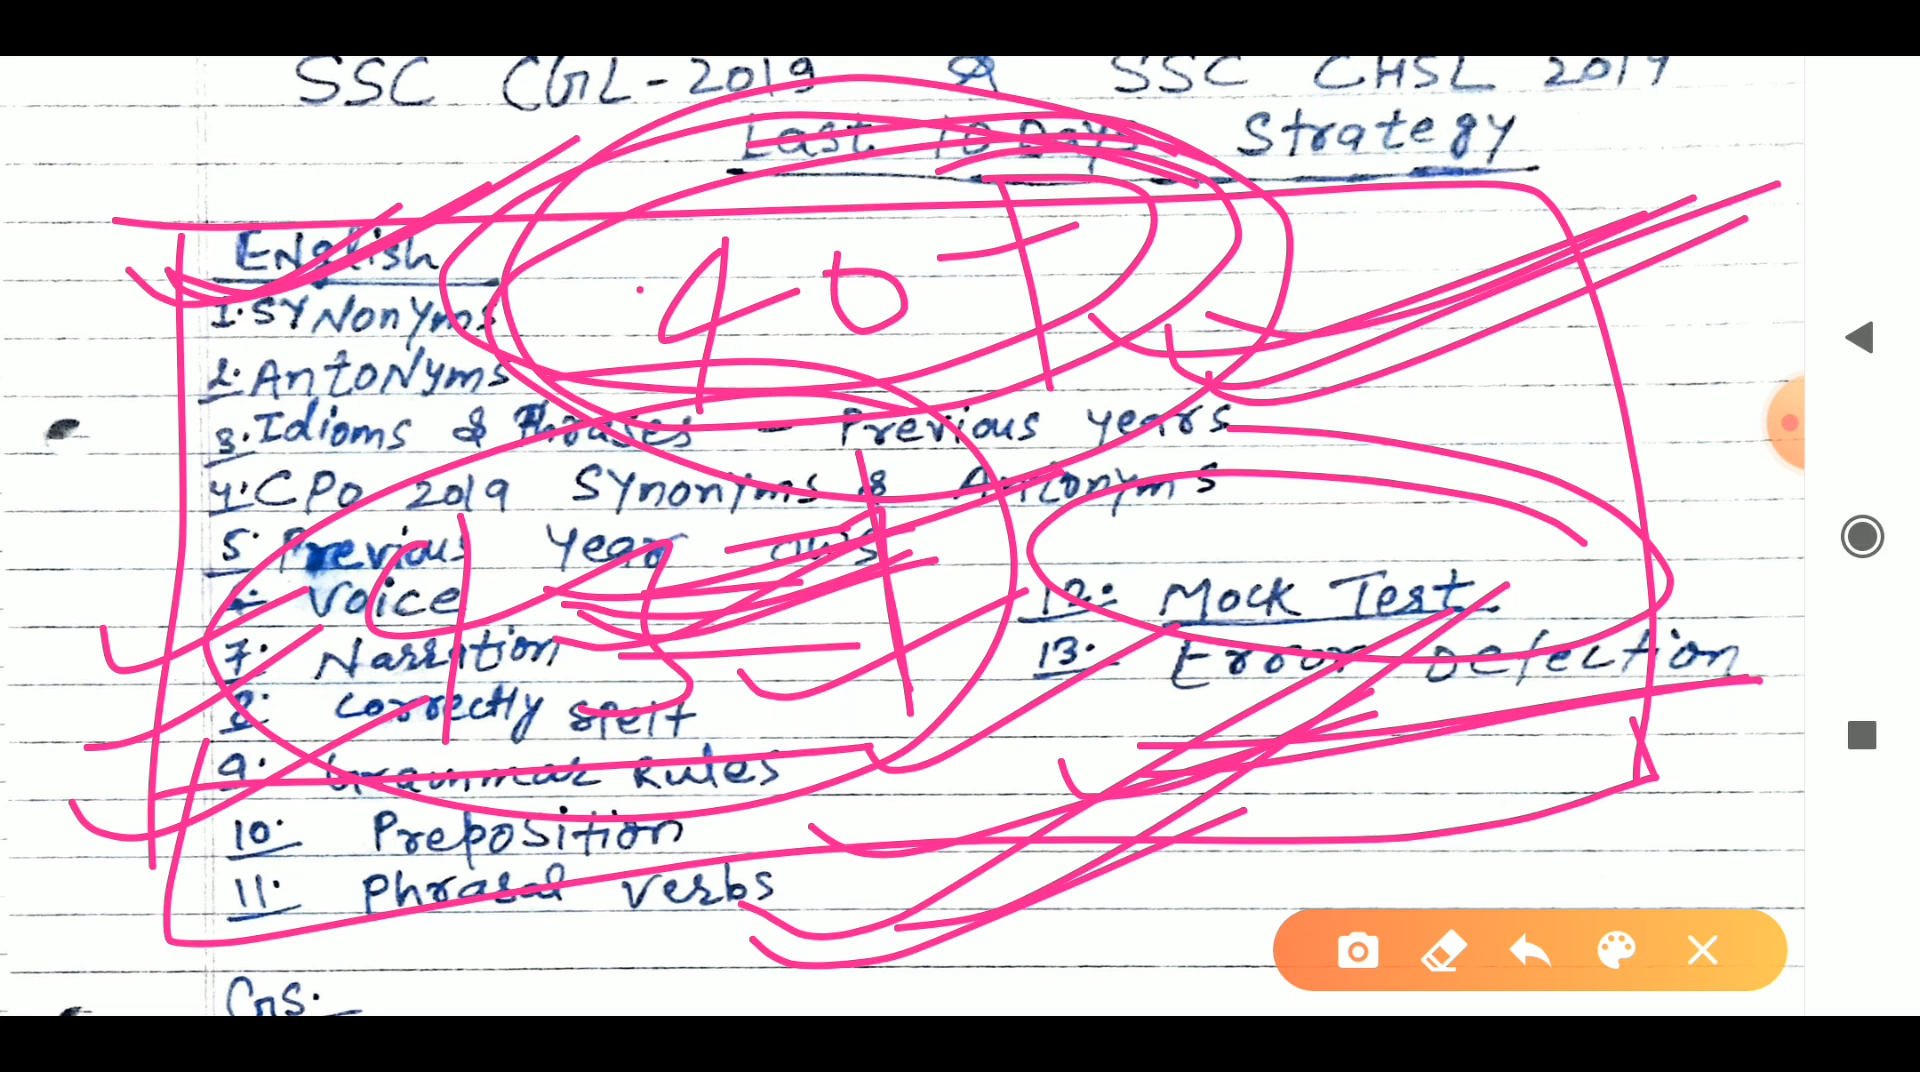 SSC CGL-2019 & SSC CHSL 2019
Last 10 Days Strategy
English
1. SYNonyms
2. AntoNyms
3. Idioms & Phrases - Previous years
4. CPO 2019 Synonyms & Antonyms
5. Previous Year
Voice
7. Narration
8. correctly spelt
9. Grammar Rules
10. Preposition
11. Phrasal Verbs
12. Mock Test
13. Error Detection
GS.
40+
45+